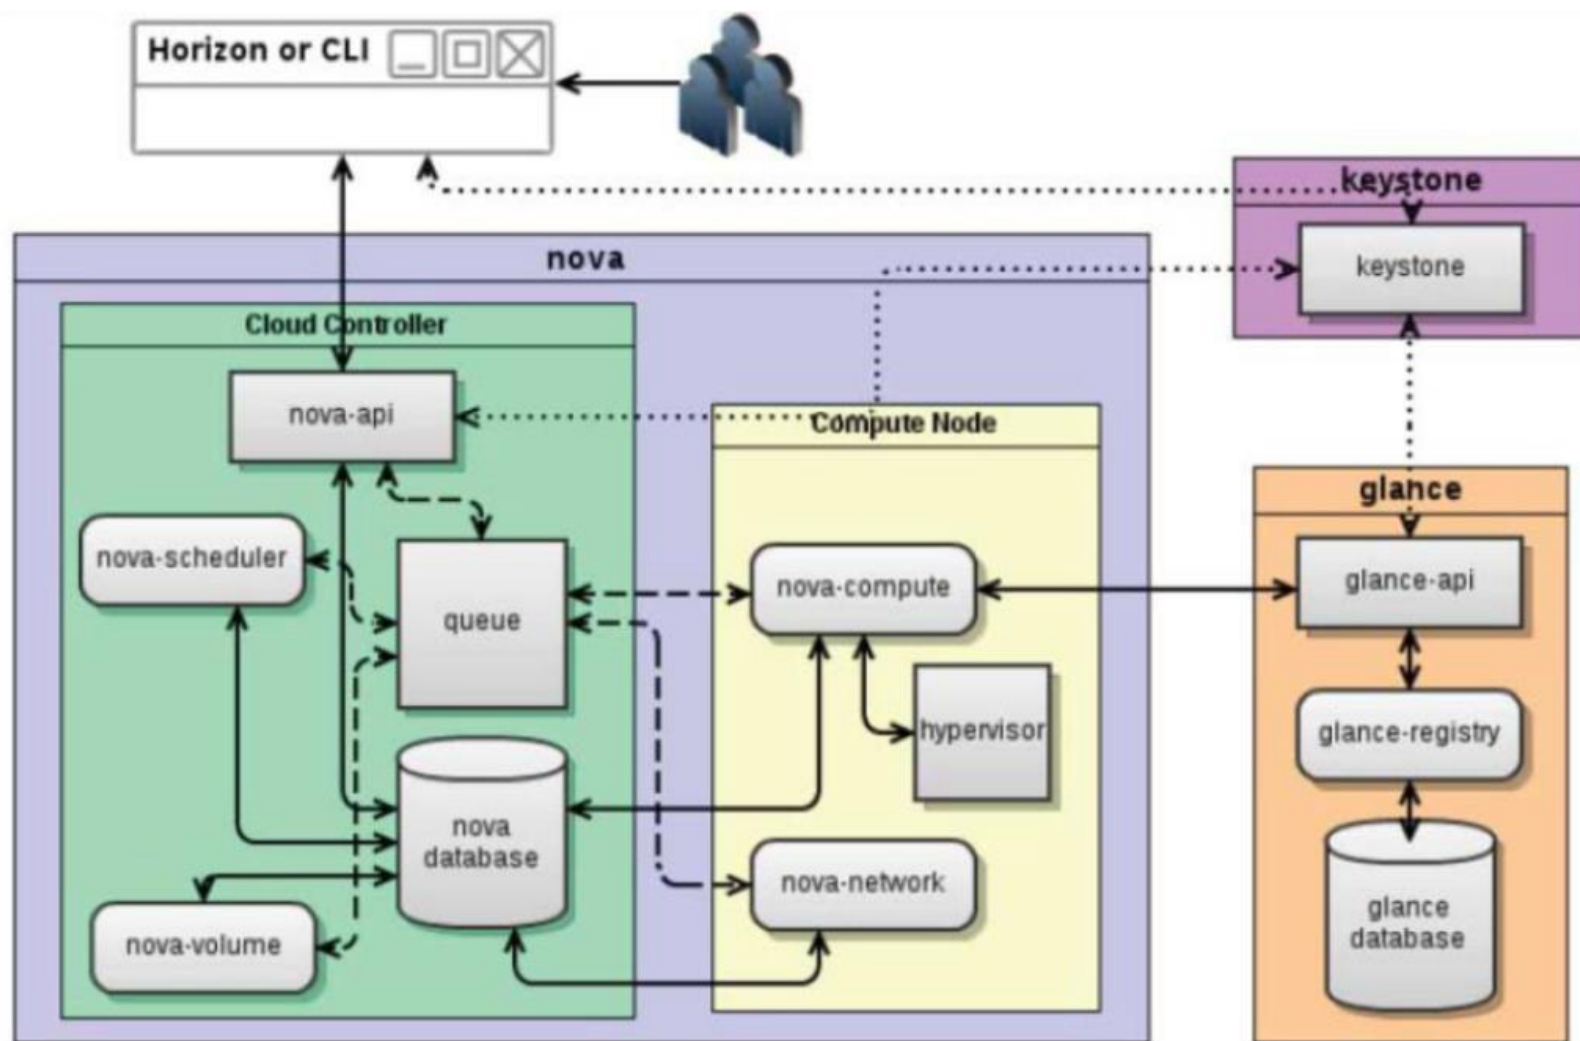 Horizon or CLI
keystone
keystone
nova
Cloud Controller
nova-api
Compute Node
glance
nova-scheduler
queue
nova-compute
glance-api
hypervisor
glance-registry
nova
database
nova-network
glance
database
nova-volume